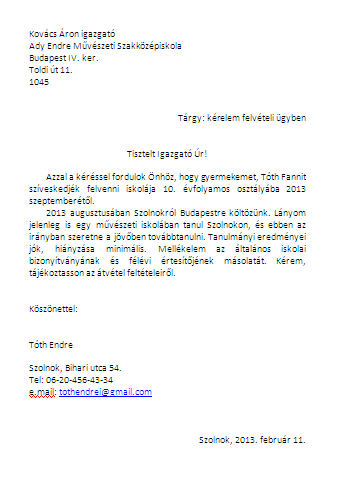 Kovács Áron igazgató
Ady Endre Művészeti Szakközépiskola
Budapest IV. ker.
Toldi út 11.
1045
Tárgy: kérelem felvételi ügyben
Tisztelt Igazgató Úr!
Azzal a kéréssel fordulok Önhöz, hogy gyermekemet, Tóth Fannit
szíveskedjék felvenni iskolája 10. évfolyamos osztályába 2013
szeptemberétől.
2013 augusztusában Szolnokról Budapestre költözünk. Lányom
jelenleg is egy művészeti iskolában tanul Szolnokon, és ebben az
irányban szeretne a jövőben továbbtanulni. Tanulmányi eredményei
jók, hiányzása minimális. Mellékelem az általános iskolai
bizonyítványának és félévi értesítőjének másolatát. Kérem,
tájékoztasson az átvétel feltételeiről.
Köszönettel:
Tóth Endre
Szolnok, Bihari utca 54.
Tel: 06-20-456-43-34
e.mail: tothendrei@gmail.com
Szolnok, 2013. február 11.